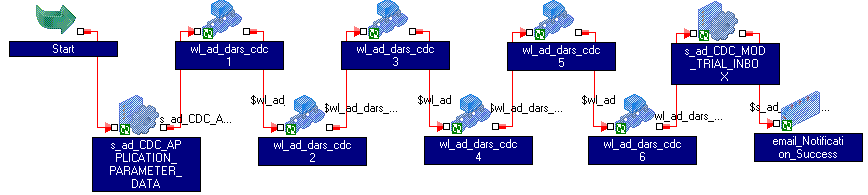 Start
s_ad_CDC_AP
PLICATION_
PARAMETER_
DATA
s_ad_CDC_A...
wl_ad_dars_cdc
1
$wl_ad
wl_ad_dars_cdc
2
$wl_ad_dars_...
wl_ad_dars_cdc
3
$wl_ad
wl_ad_dars_cdc
4
$wl_ad_dars_...
wl_ad_dars_cdc
5
$wl_ad
wl_ad_dars_cdc
6
wl_ad_dars_...
s_ad_CDC_MOD
_TRIAL_INBO
X
$s_ad
...
email_Notificati
on_Success